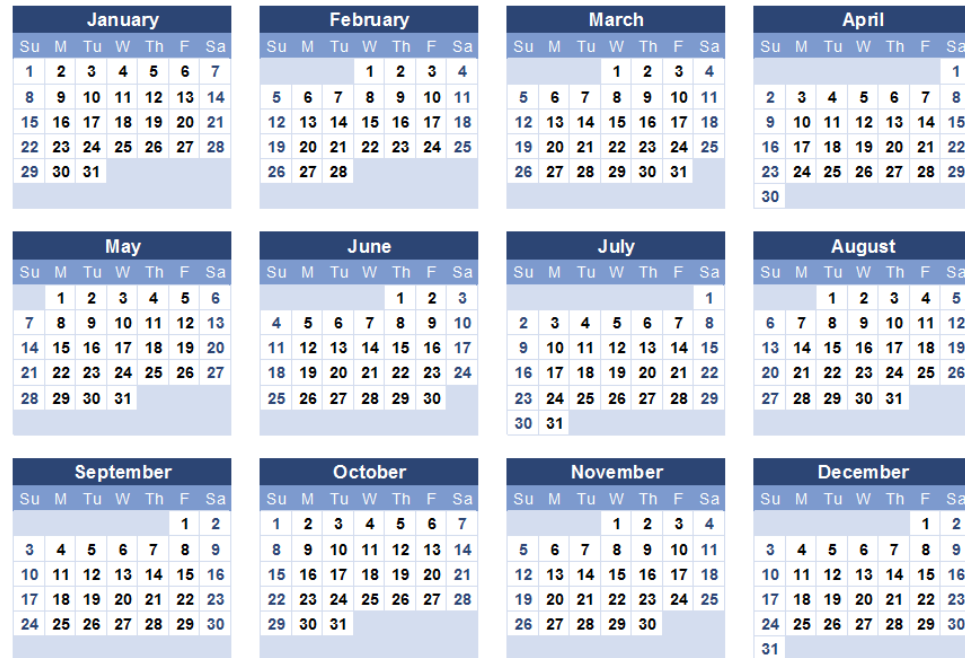 January February March April
Su M Tu W Th F Sa Su M Tu W Th F Sa Su M Tu W Th F Sa Su M Tu W Th F Sa
1 2 3 4 5 6 7 1 2 3 4 1 2 3 4 1
8 9 10 11 12 13 14 5 6 7 8 9 10 11 5 6 7 8 9 10 11 2 3 4 5 6 7 8
15 16 17 18 19 20 21 12 13 14 15 16 17 18 12 13 14 15 16 17 18 9 10 11 12 13 14 15
22 23 24 25 26 27 28 19 20 21 22 23 24 25 19 20 21 22 23 24 25 16 17 18 19 20 21 22
29 30 31 26 27 28 26 27 28 29 30 31 23 24 25 26 27 28 29
30
May June July August
Su M Tu W Th F Sa Su M Tu W Th F Sa Su M Tu W Th F Sa Su M Tu W Th F Sa
1 2 3 4 5 6 1 2 3 1 1 2 3 4 5
7 8 9 10 11 12 13 4 5 6 7 8 9 10 2 3 4 5 6 7 8 6 7 8 9 10 11 12
14 15 16 17 18 19 20 11 12 13 14 15 16 17 9 10 11 12 13 14 15 13 14 15 16 17 18 19
21 22 23 24 25 26 27 18 19 20 21 22 23 24 16 17 18 19 20 21 22 20 21 22 23 24 25 26
28 29 30 31 25 26 27 28 29 30 23 24 25 26 27 28 29 27 28 29 30 31
30 31
September October November December
Su M Tu W Th F Sa Su M Tu W Th F Sa Su M Tu W Th F Sa Su M Tu W Th F Sa
1 2 1 2 3 4 5 6 7 1 2 3 4 1 2
3 4 5 6 7 8 9 8 9 10 11 12 13 14 5 6 7 8 9 10 11 3 4 5 6 7 8 9
10 11 12 13 14 15 16 15 16 17 18 19 20 21 12 13 14 15 16 17 18 10 11 12 13 14 15 16
17 18 19 20 21 22 23 22 23 24 25 26 27 28 19 20 21 22 23 24 25 17 18 19 20 21 22 23
24 25 26 27 28 29 30 29 30 31 26 27 28 29 30 24 25 26 27 28 29 30
31